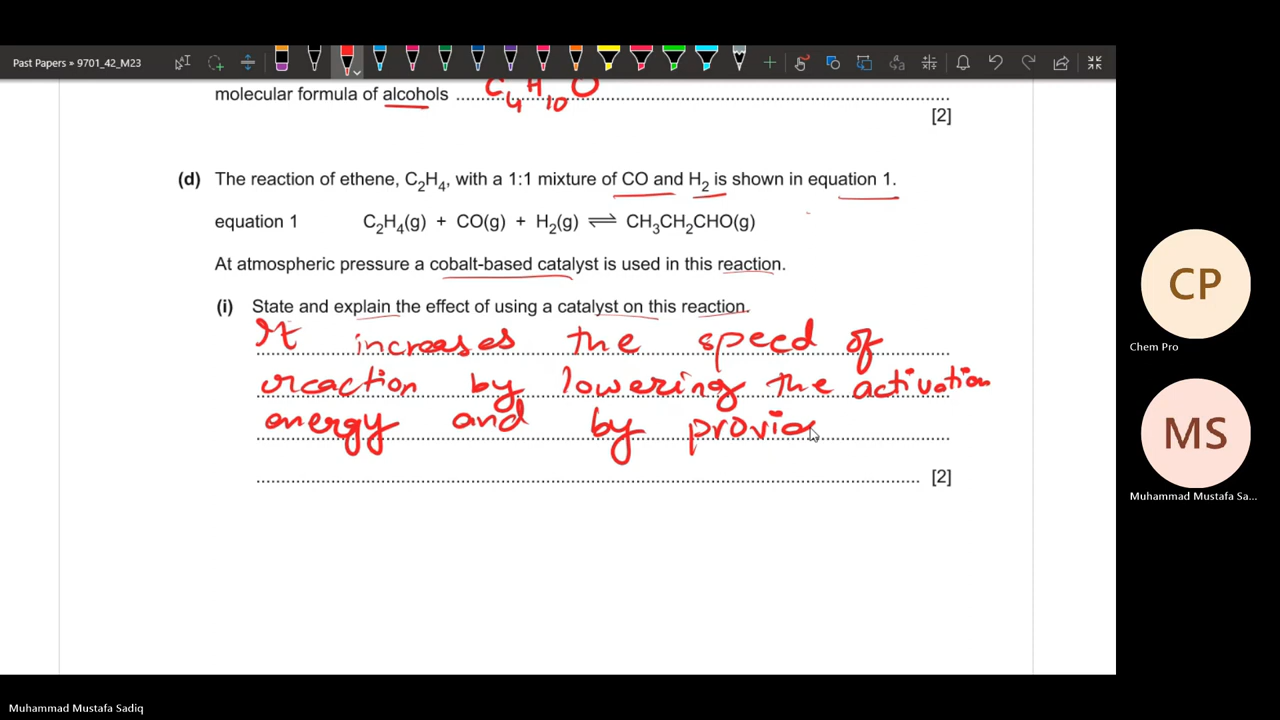 Past Papers » 9701_42_M23
molecular formula of alcohols C₄H₁₀O
[2]
(d) The reaction of ethene, C₂H₄, with a 1:1 mixture of CO and H₂ is shown in equation 1.
equation 1 C₂H₄(g) + CO(g) + H₂(g) ⇌ CH₃CH₂CHO(g)
At atmospheric pressure a cobalt-based catalyst is used in this reaction.
(i) State and explain the effect of using a catalyst on this reaction.
It increases the speed of
reaction by lowering the activation
energy and by provid
[2]
CP
Chem Pro
MS
Muhammad Mustafa Sa...
Muhammad Mustafa Sadiq